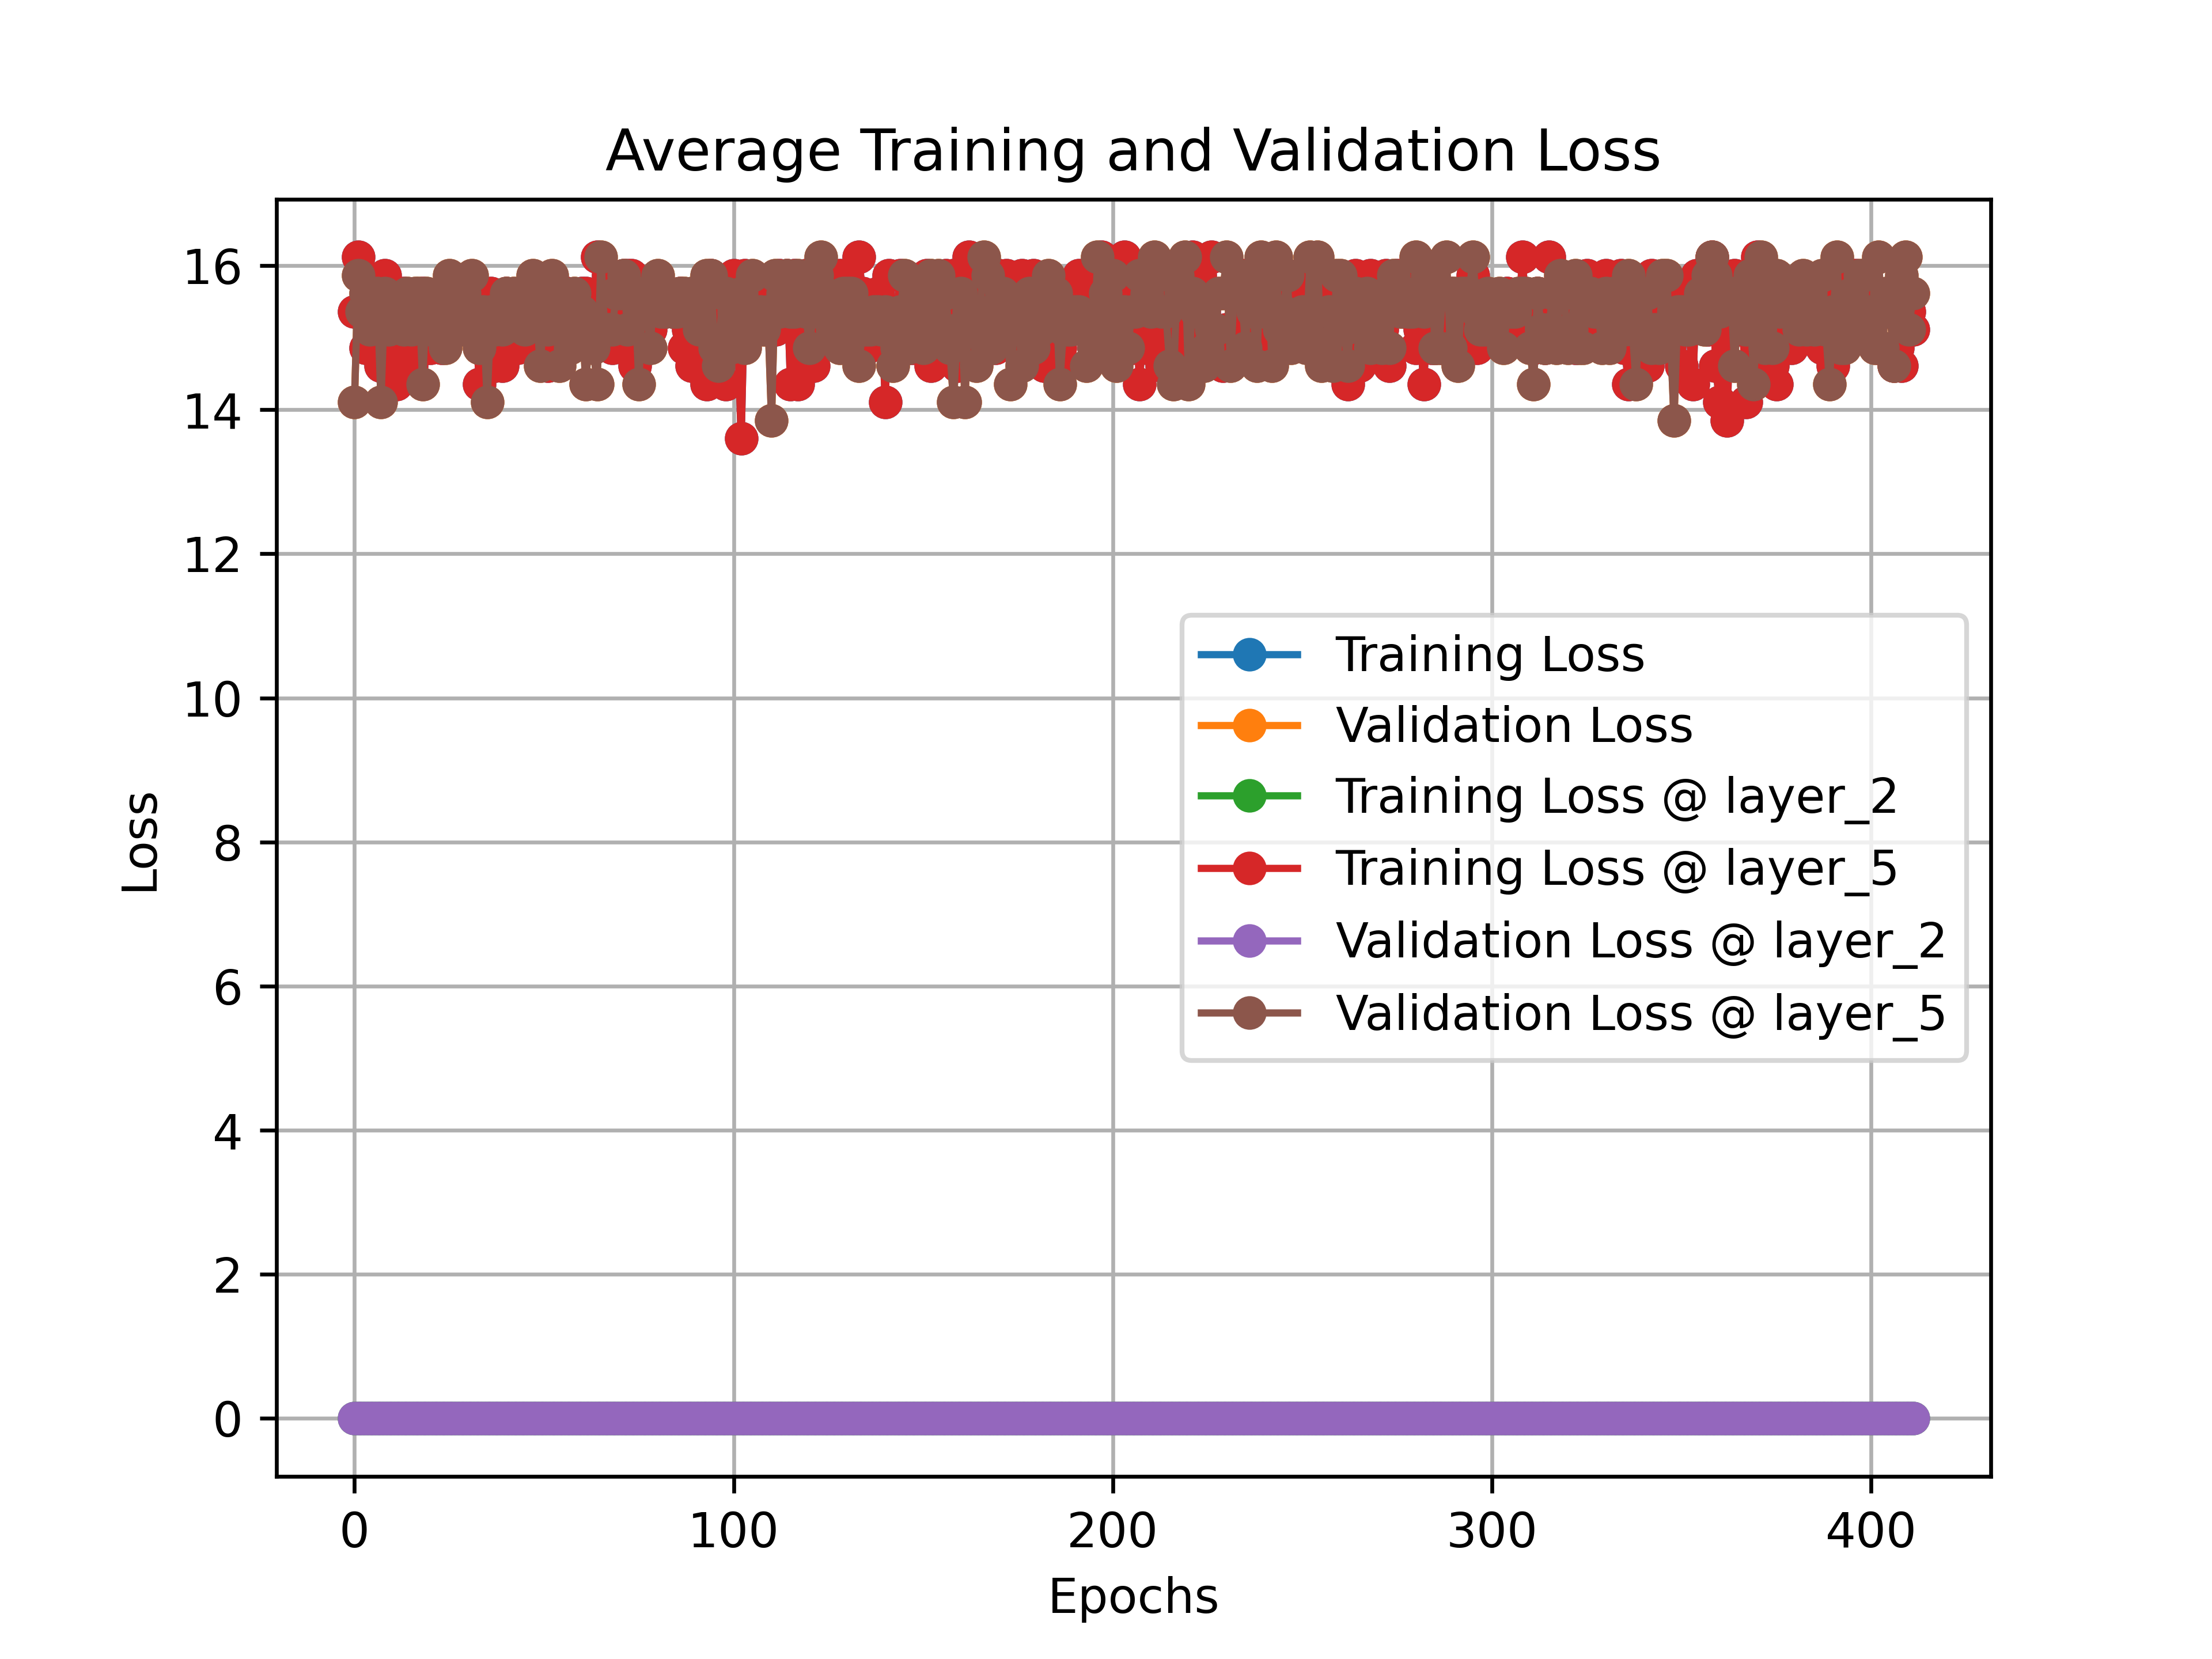 Average Training and Validation Loss
16
14
12
10
8
6
4
2
0
Loss
Training Loss
Validation Loss
Training Loss @ layer_2
Training Loss @ layer_5
Validation Loss @ layer_2
Validation Loss @ layer_5
0 100 200 300 400
Epochs